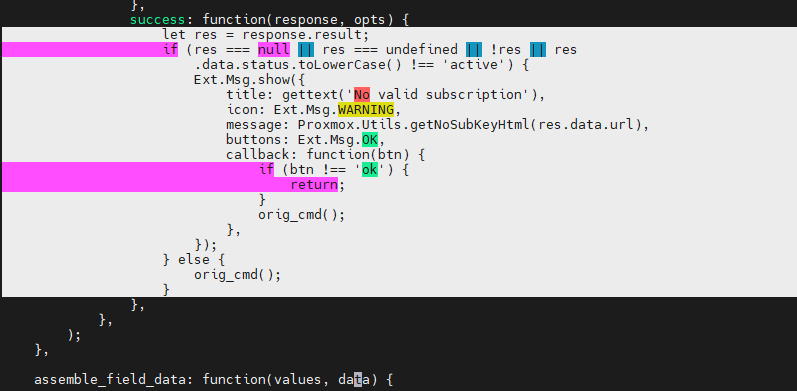 },
success: function(response, opts) {
let res = response.result;
if (res === null || res === undefined || !res || res
.data.status.toLowerCase() !== 'active') {
Ext.Msg.show({
title: gettext('No valid subscription'),
icon: Ext.Msg.WARNING,
message: Proxmox.Utils.getNoSubKeyHtml(res.data.url),
buttons: Ext.Msg.OK,
callback: function(btn) {
if (btn !== 'ok') {
return;
}
orig_cmd();
},
});
} else {
orig_cmd();
}
},
},
);
},
assemble_field_data: function(values, data) {